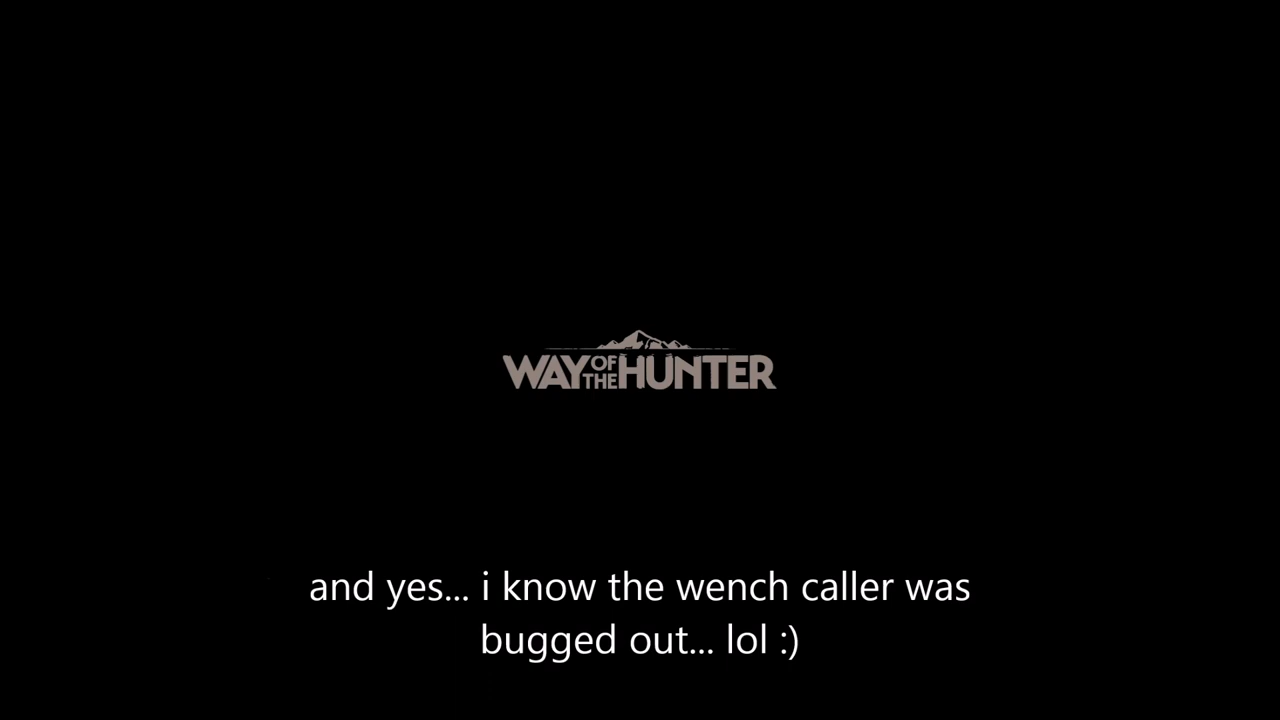 WAY OF THE HUNTER
and yes... i know the wench caller was
bugged out... lol :)